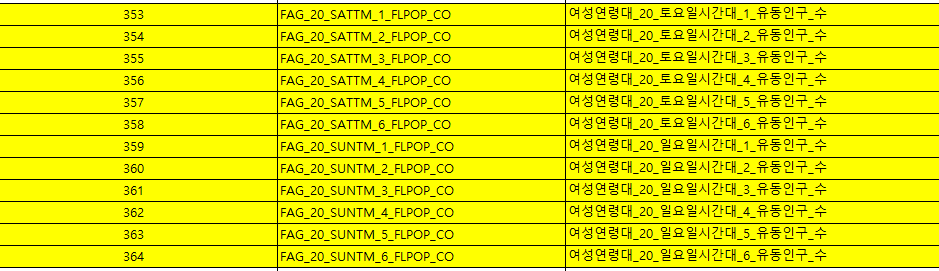 353 FAG_20_SATTM_1_FLPOP_CO 여성연령대_20_토요일시간대_1_유동인구_수
354 FAG_20_SATTM_2_FLPOP_CO 여성연령대_20_토요일시간대_2_유동인구_수
355 FAG_20_SATTM_3_FLPOP_CO 여성연령대_20_토요일시간대_3_유동인구_수
356 FAG_20_SATTM_4_FLPOP_CO 여성연령대_20_토요일시간대_4_유동인구_수
357 FAG_20_SATTM_5_FLPOP_CO 여성연령대_20_토요일시간대_5_유동인구_수
358 FAG_20_SATTM_6_FLPOP_CO 여성연령대_20_토요일시간대_6_유동인구_수
359 FAG_20_SUNTM_1_FLPOP_CO 여성연령대_20_일요일시간대_1_유동인구_수
360 FAG_20_SUNTM_2_FLPOP_CO 여성연령대_20_일요일시간대_2_유동인구_수
361 FAG_20_SUNTM_3_FLPOP_CO 여성연령대_20_일요일시간대_3_유동인구_수
362 FAG_20_SUNTM_4_FLPOP_CO 여성연령대_20_일요일시간대_4_유동인구_수
363 FAG_20_SUNTM_5_FLPOP_CO 여성연령대_20_일요일시간대_5_유동인구_수
364 FAG_20_SUNTM_6_FLPOP_CO 여성연령대_20_일요일시간대_6_유동인구_수